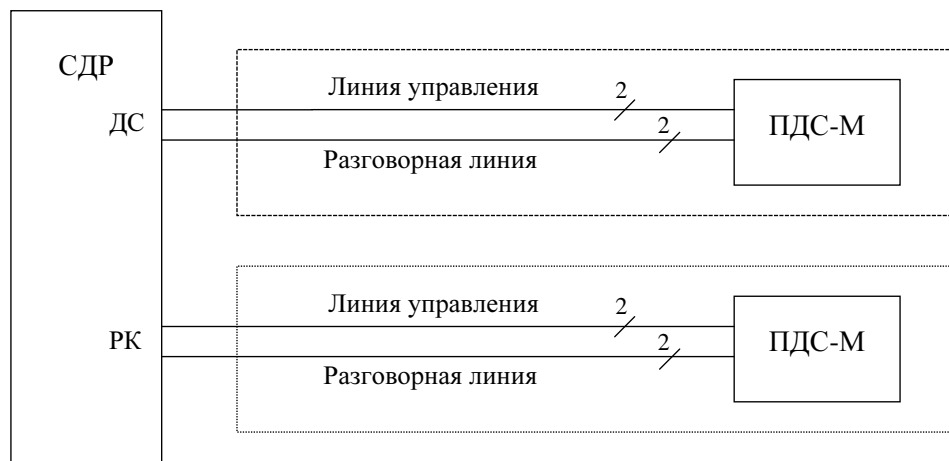 СДР
Линия управления
2
ДС
2
ПДС-М
Разговорная линия
Линия управления
2
РК
2
ПДС-М
Разговорная линия